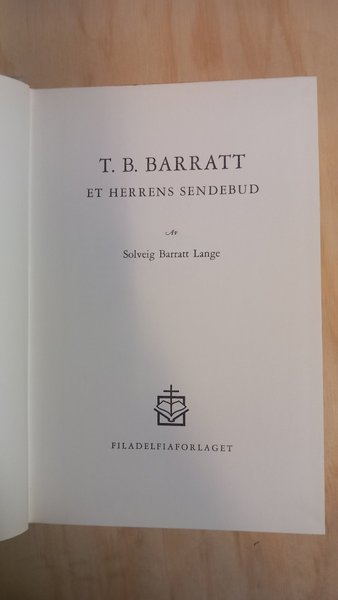 T. B. BARRATT
ET HERRENS SENDEBUD
Av
Solveig Barratt Lange
FILADELFIAFORLAGET